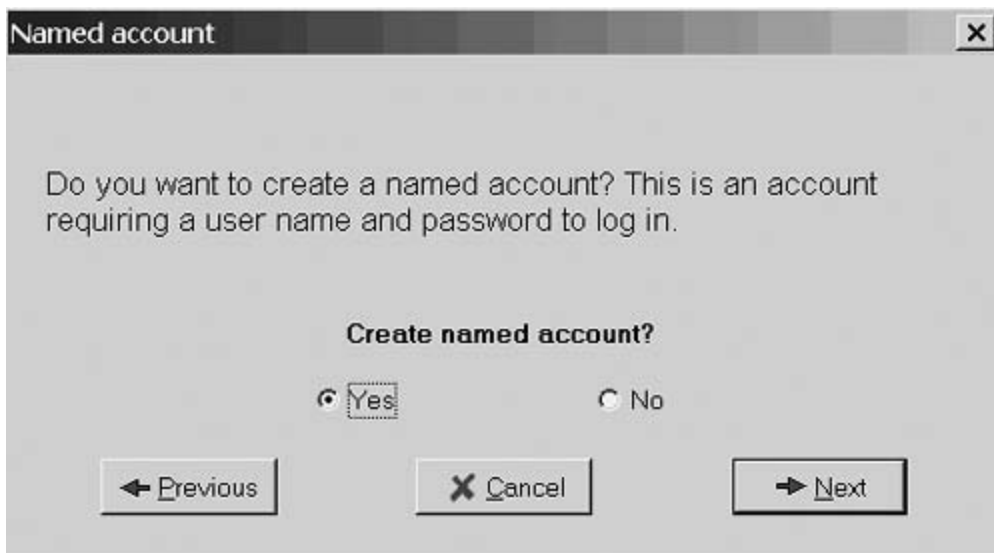 Named account
Do you want to create a named account? This is an account
requiring a user name and password to log in.
Create named account?
Yes No
Previous Cancel Next